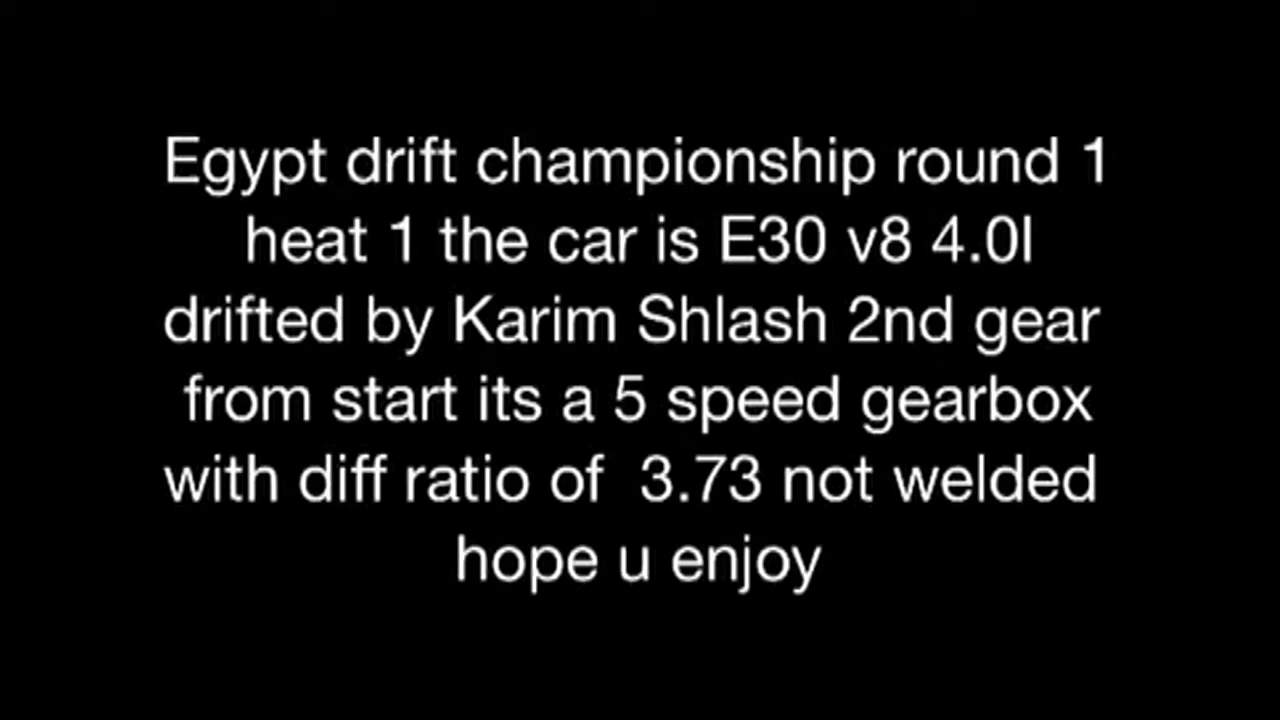 Egypt drift championship round 1
heat 1 the car is E30 v8 4.0l
drifted by Karim Shlash 2nd gear
from start its a 5 speed gearbox
with diff ratio of  3.73 not welded
hope u enjoy